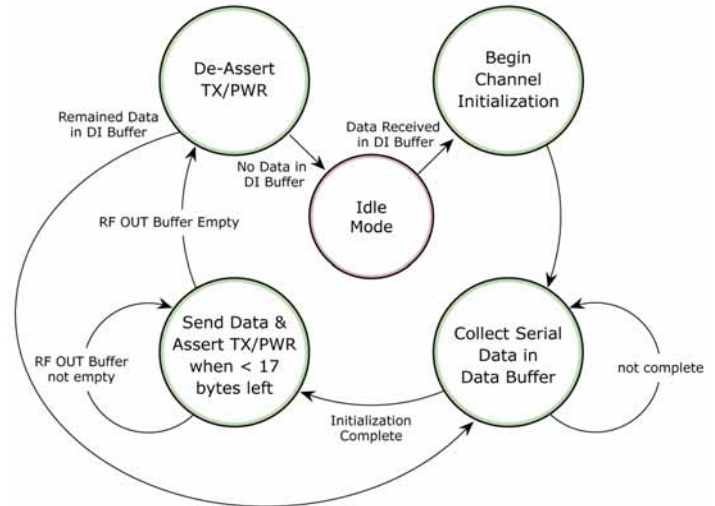 De-Assert
TX/PWR
Begin
Channel
Initialization
Remained Data
in DI Buffer
Data Received
in DI Buffer
No Data in
DI Buffer
Idle
Mode
RF OUT Buffer Empty
Send Data &
Assert TX/PWR
when < 17
bytes left
RF OUT Buffer
not empty
Collect Serial
Data in
Data Buffer
not complete
Initialization
Complete